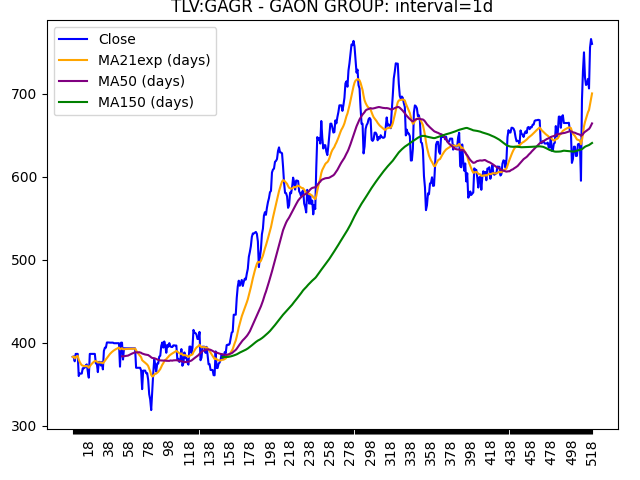 TLV:GAGR - GAON GROUP: interval=1d
Close
MA21exp (days)
MA50 (days)
MA150 (days)
700
600
500
400
300
18 38 58 78 98 118 138 158 178 198 218 238 258 278 298 318 338 358 378 398 418 438 458 478 498 518